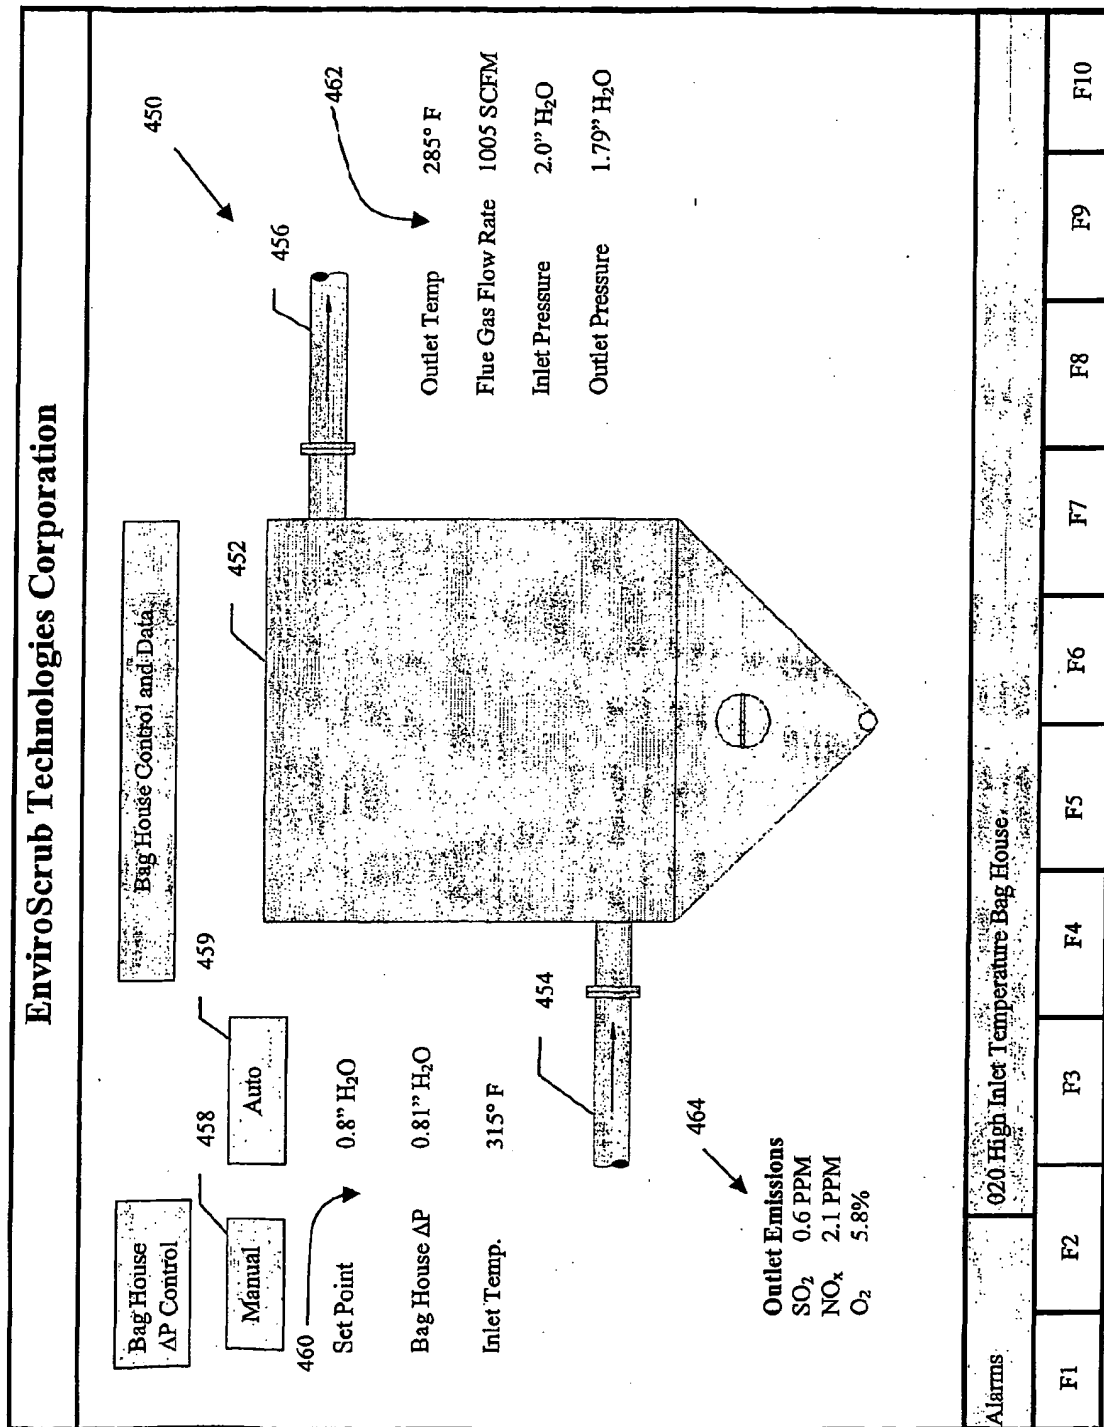 EnviroScrub Technologies Corporation
Bag House Control and Data
Bag House
ΔP Control
458
459
Manual
Auto
460
Set Point 0.8” H₂O
Bag House ΔP 0.81” H₂O
Inlet Temp. 315° F
452
454
456
450
462
Outlet Temp 285° F
Flue Gas Flow Rate 1005 SCFM
Inlet Pressure 2.0” H₂O
Outlet Pressure 1.79” H₂O
464
Outlet Emissions
SO₂ 0.6 PPM
NOₓ 2.1 PPM
O₂ 5.8%
Alarms 020 High Inlet Temperature Bag House
F1 F2 F3 F4 F5 F6 F7 F8 F9 F10